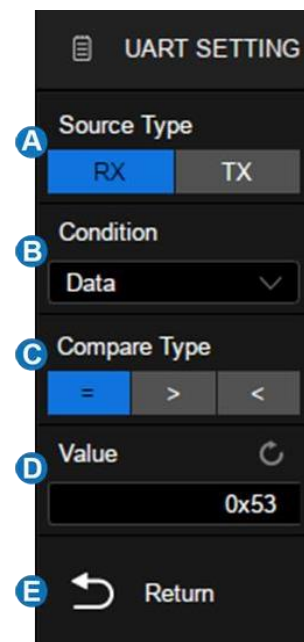 UART SETTING
A Source Type
RX TX
B Condition
Data
C Compare Type
= > <
D Value
0x53
E Return